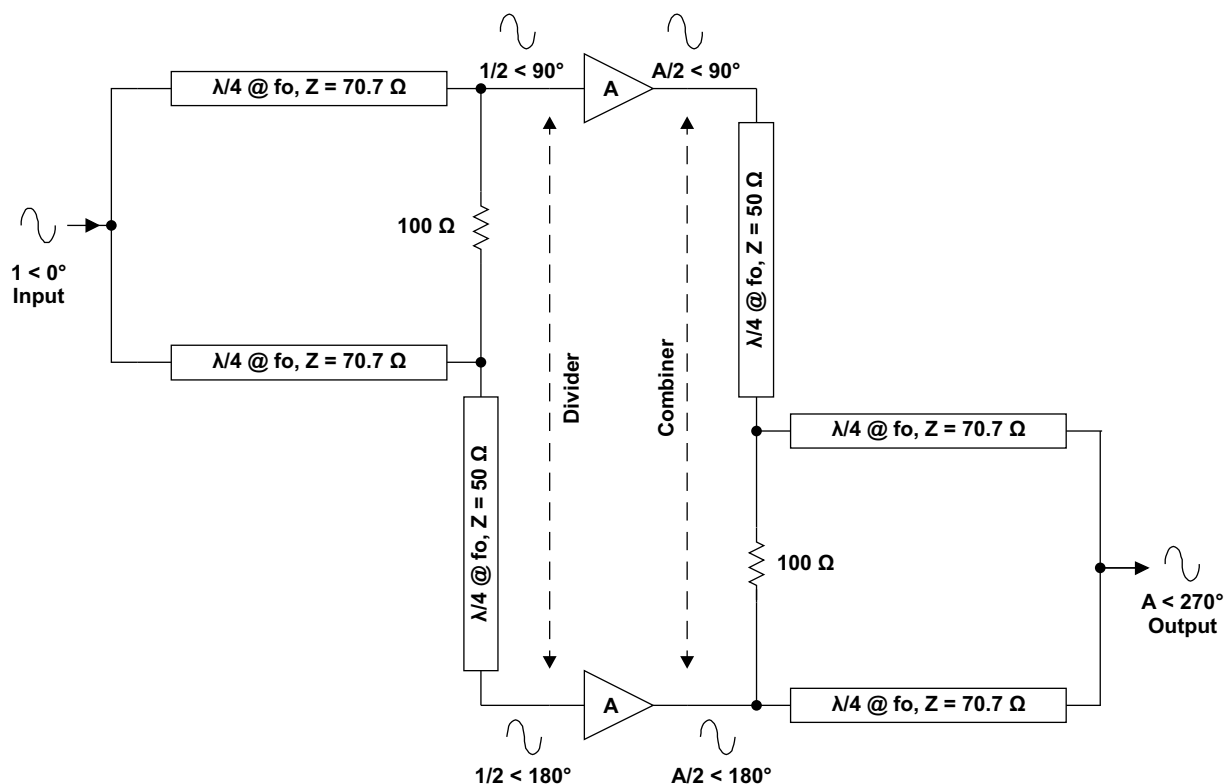 1/2 < 90°
A/2 < 90°
λ/4 @ fo, Z = 70.7 Ω
A
λ/4 @ fo, Z = 50 Ω
100 Ω
1 < 0°
Input
λ/4 @ fo, Z = 70.7 Ω
Divider
Combiner
λ/4 @ fo, Z = 70.7 Ω
λ/4 @ fo, Z = 50 Ω
100 Ω
A < 270°
Output
A
λ/4 @ fo, Z = 70.7 Ω
1/2 < 180°
A/2 < 180°